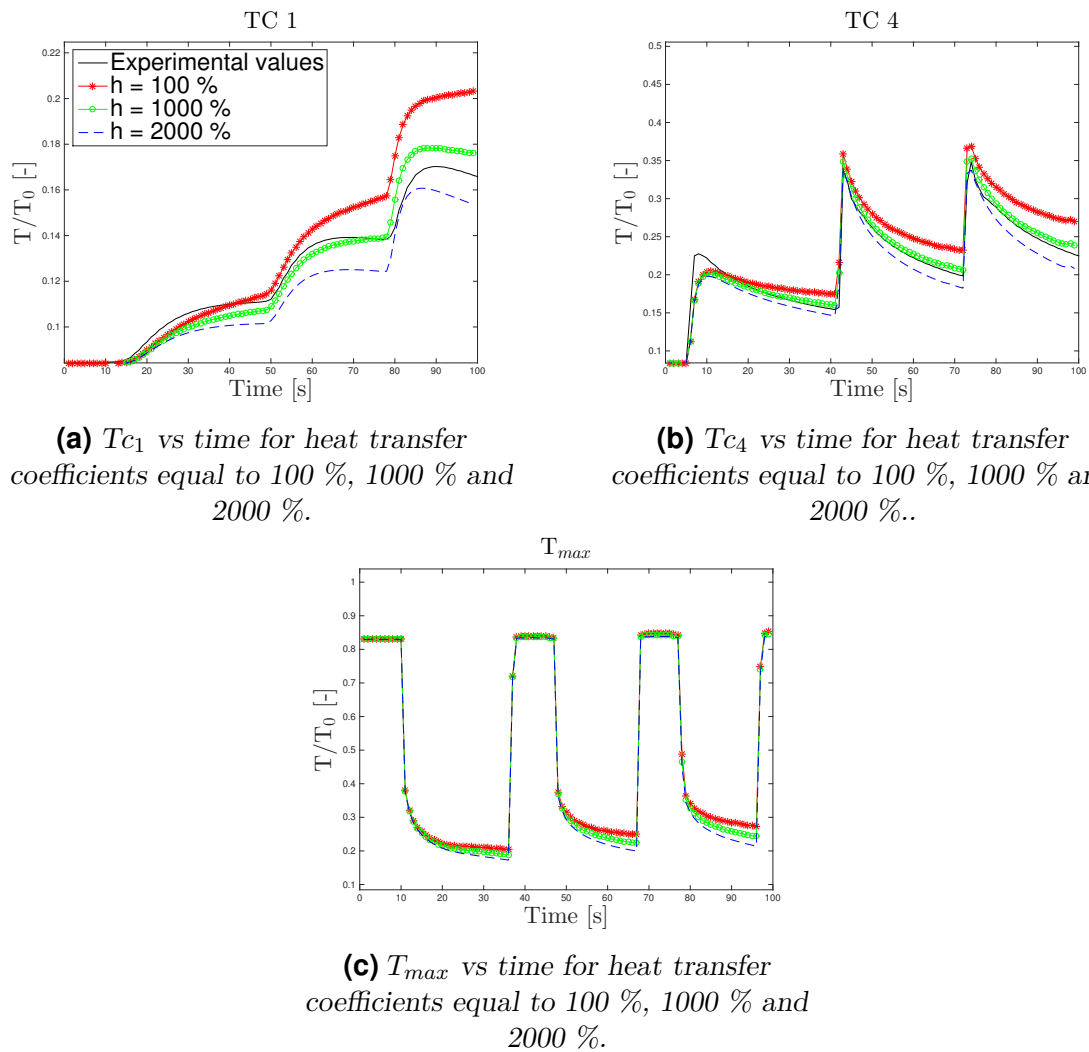 TC 1
0.22
0.2
0.18
0.16
0.14
0.12
0.1
T/T0 [-]
Experimental values
h = 100 %
h = 1000 %
h = 2000 %
0 10 20 30 40 50 60 70 80 90 100
Time [s]
(a) Tc1 vs time for heat transfer
coefficients equal to 100 %, 1000 % and
2000 %.
TC 4
0.5
0.45
0.4
0.35
0.3
0.25
0.2
0.15
0.1
T/T0 [-]
0 10 20 30 40 50 60 70 80 90 100
Time [s]
(b) Tc4 vs time for heat transfer
coefficients equal to 100 %, 1000 % an
2000 %..
Tmax
1
0.9
0.8
0.7
0.6
0.5
0.4
0.3
0.2
0.1
T/T0 [-]
0 10 20 30 40 50 60 70 80 90 100
Time [s]
(c) Tmax vs time for heat transfer
coefficients equal to 100 %, 1000 % and
2000 %.